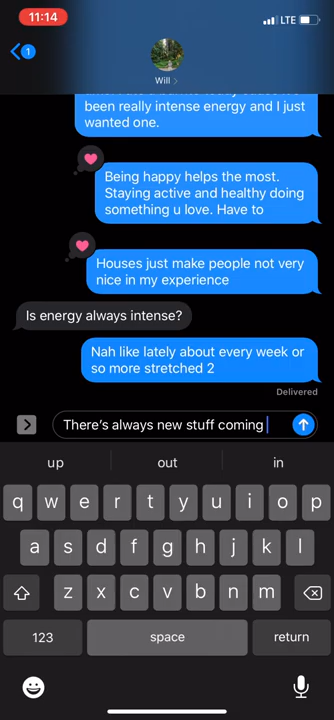 11:14
LTE
1
Will
been really intense energy and I just
wanted one.
Being happy helps the most.
Staying active and healthy doing
something u love. Have to
Houses just make people not very
nice in my experience
Is energy always intense?
Nah like lately about every week or
so more stretched 2
Delivered
There's always new stuff coming
up out in
q w e r t y u i o p
a s d f g h j k l
z x c v b n m
123 space return